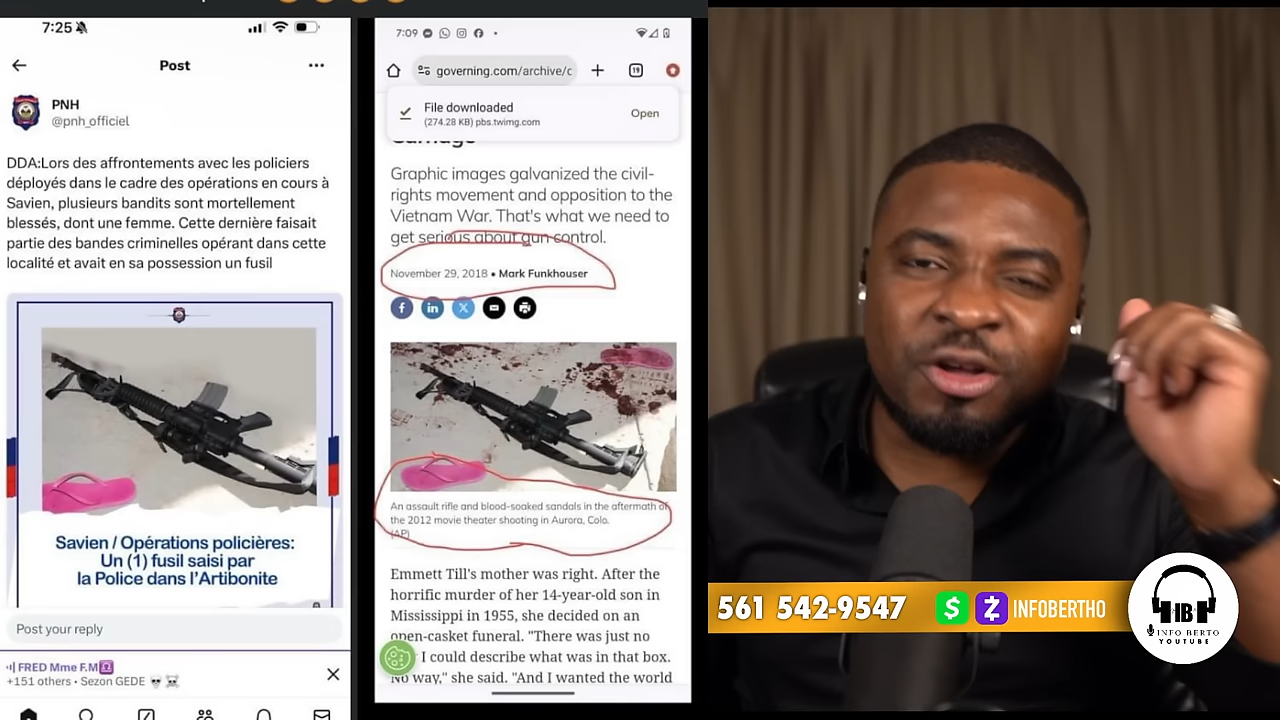 7:25
Post
PNH
@pnh_officiel
DDA:Lors des affrontements avec les policiers
déployés dans le cadre des opérations en cours à
Savien, plusieurs bandits sont mortellement
blessés, dont une femme. Cette dernière faisait
partie des bandes criminelles opérant dans cette
localité et avait en sa possession un fusil
Savien / Opérations policières:
Un (1) fusil saisi par
la Police dans l'Artibonite
Post your reply
FRED Mme F.M
+151 others • Sezon GEDE
7:09
governing.com/archive/c
19
File downloaded
(274.28 KB) pbs.twimg.com
Open
Graphic images galvanized the civil-
rights movement and opposition to the
Vietnam War. That's what we need to
get serious about gun control.
November 29, 2018 • Mark Funkhouser
An assault rifle and blood-soaked sandals in the aftermath of
the 2012 movie theater shooting in Aurora, Colo.
(AP)
Emmett Till's mother was right. After the
horrific murder of her 14-year-old son in
Mississippi in 1955, she decided on an
open-casket funeral. "There was just no
I could describe what was in that box.
No way," she said. "And I wanted the world
561 542-9547
INFOBERTHO
IB
INFO BERTO
YOUTUBE